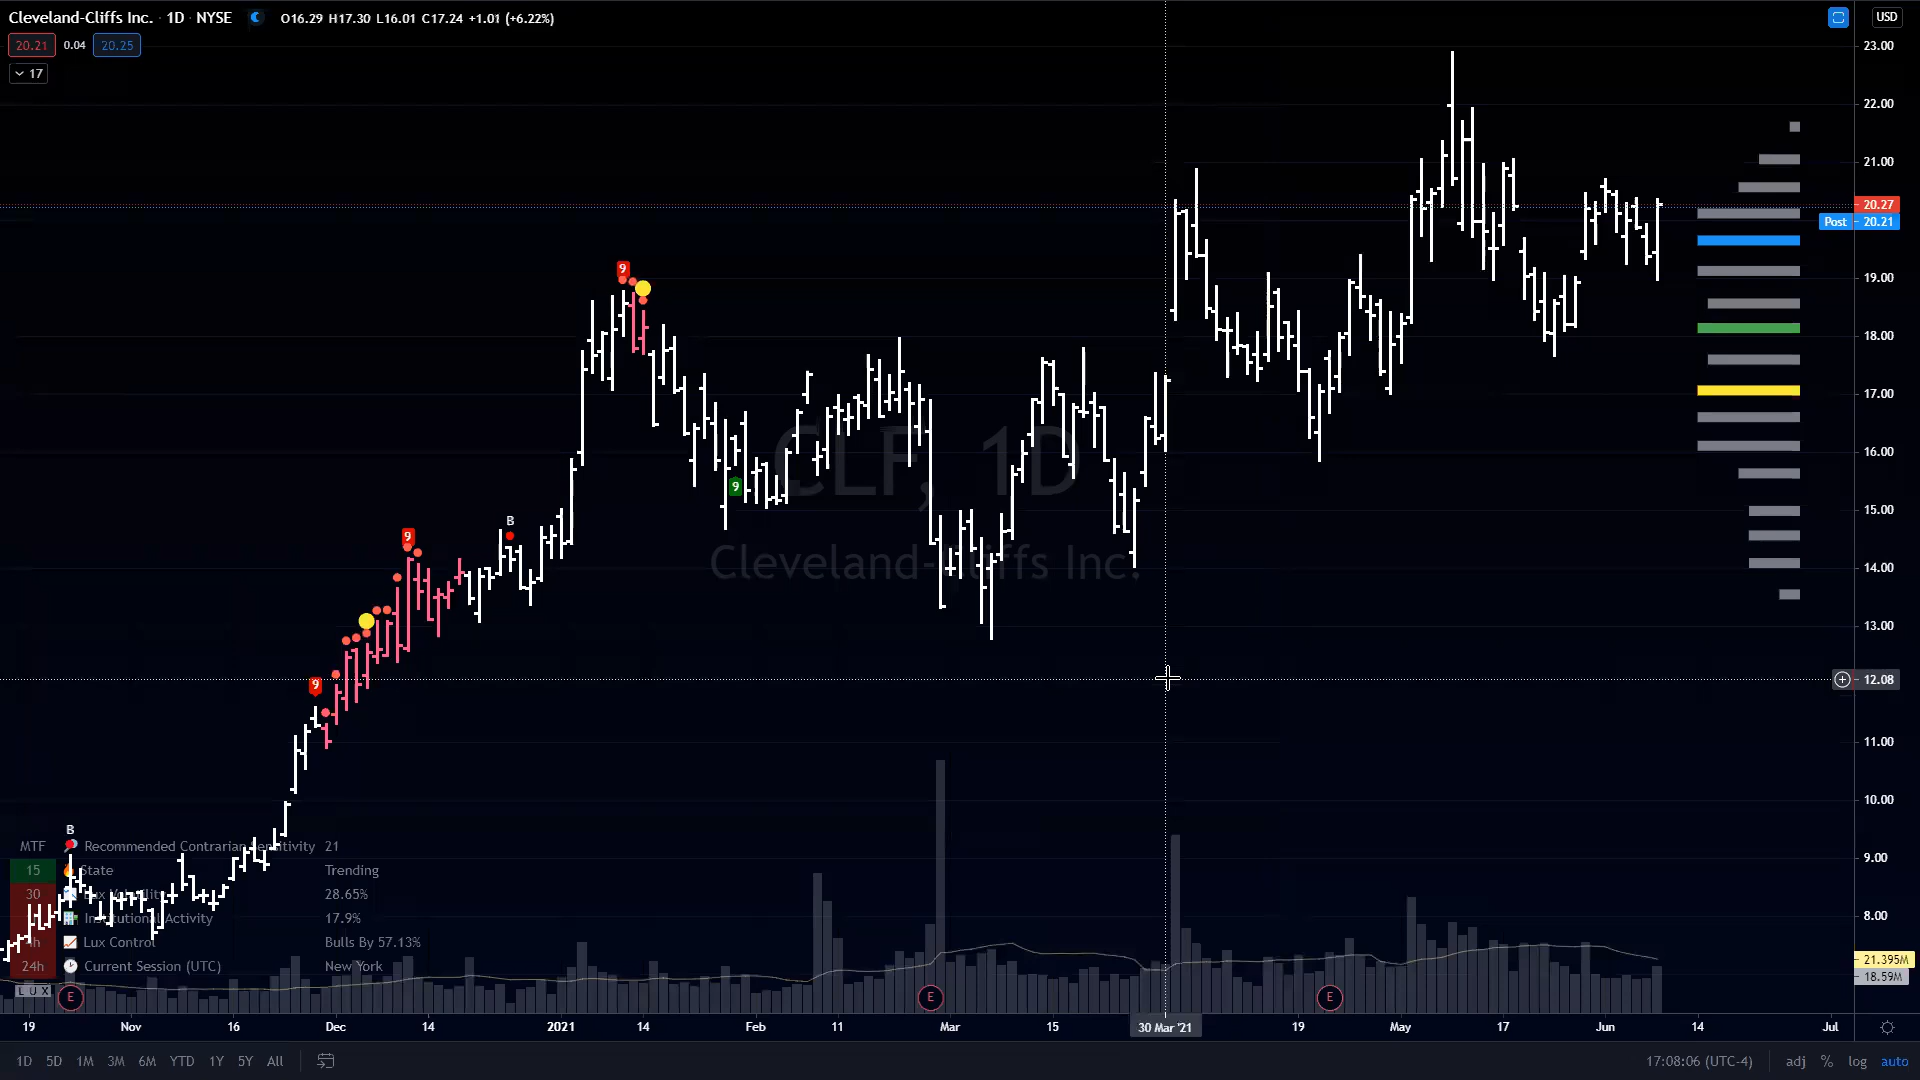 Cleveland-Cliffs Inc. · 1D · NYSE O16.29 H17.30 L16.01 C17.24 +1.01 (+6.22%)
USD
20.21 0.04 20.25
17
23.00
22.00
21.00
20.27
Post 20.21
19.00
18.00
17.00
16.00
15.00
14.00
13.00
12.08
11.00
10.00
9.00
8.00
21.395M
18.59M
CLF, 1D
Cleveland-Cliffs Inc.
9
9
9
9
B
B
MTF Recommended Contrarian Sensitivity 21
15 State Trending
30 Lux Volatility 28.65%
Institutional Activity 17.9%
4h Lux Control Bulls By 57.13%
24h Current Session (UTC) New York
LUX
E
E
E
19 Nov 16 Dec 14 2021 14 Feb 11 Mar 15 30 Mar '21 19 May 17 Jun 14 Jul
1D 5D 1M 3M 6M YTD 1Y 5Y All 17:08:06 (UTC-4) adj % log auto